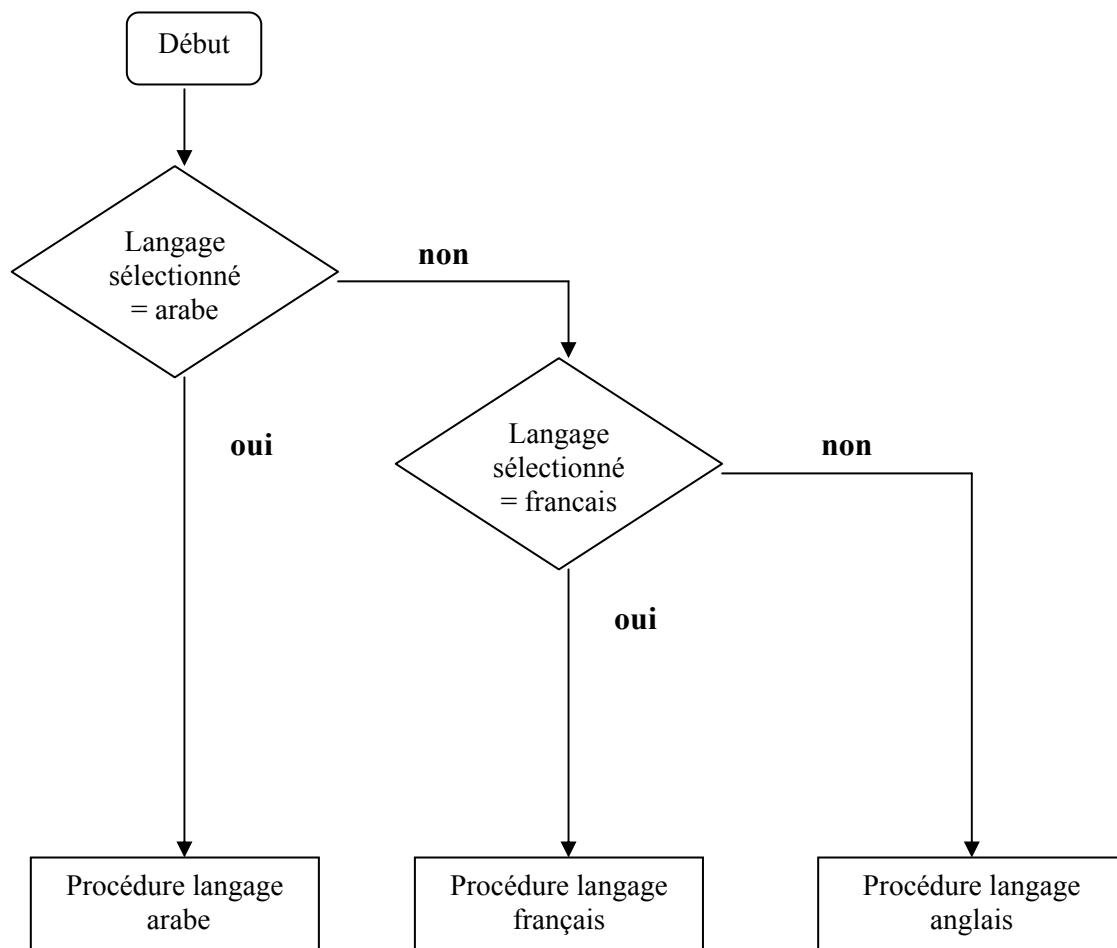 Début
Langage
sélectionné
= arabe
non
Langage
sélectionné
= francais
non
oui
oui
Procédure langage
arabe
Procédure langage
français
Procédure langage
anglais